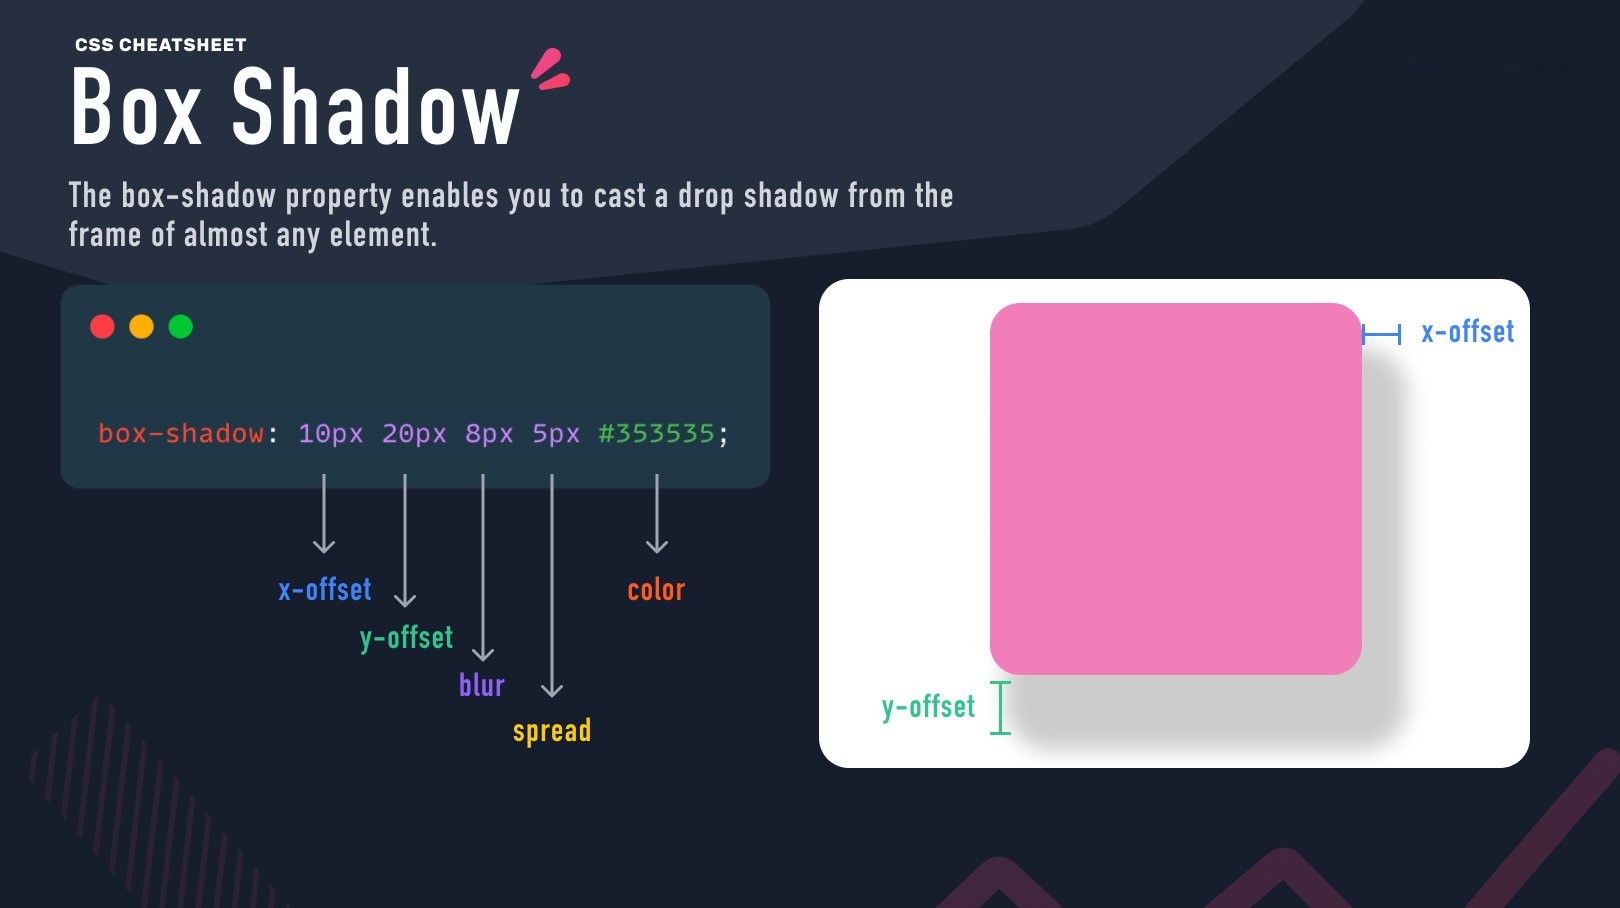 CSS CHEATSHEET
Box Shadow
The box-shadow property enables you to cast a drop shadow from the
frame of almost any element.
box-shadow: 10px 20px 8px 5px #353535;
x-offset
y-offset
blur
spread
color
x-offset
y-offset